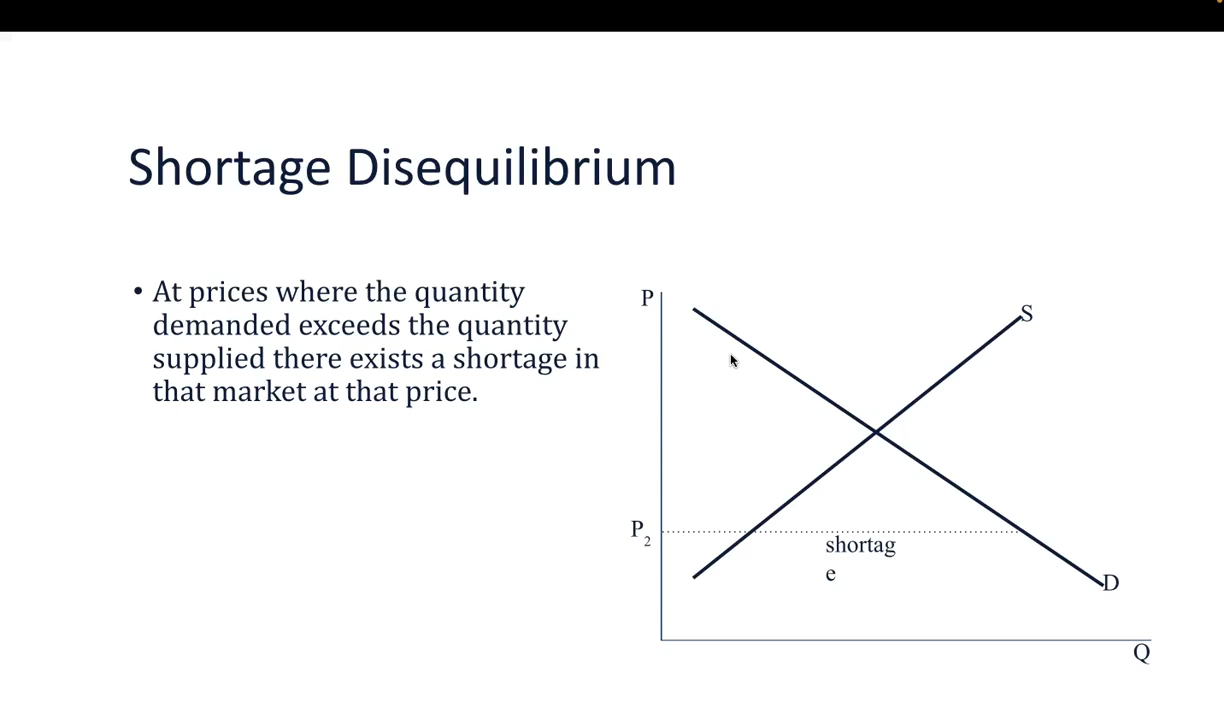 Shortage Disequilibrium
• At prices where the quantity
demanded exceeds the quantity
supplied there exists a shortage in
that market at that price.
P
S
P2
shortag
e
D
Q